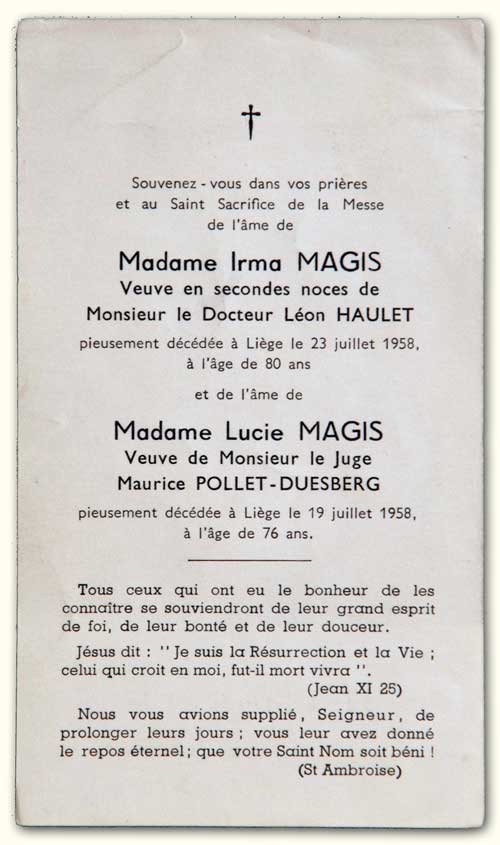 Souvenez-vous dans vos prières
et au Saint Sacrifice de la Messe
de l'âme de
Madame Irma MAGIS
Veuve en secondes noces de
Monsieur le Docteur Léon HAULET
pieusement décédée à Liège le 23 juillet 1958,
à l'âge de 80 ans
et de l'âme de
Madame Lucie MAGIS
Veuve de Monsieur le Juge
Maurice POLLET-DUESBERG
pieusement décédée à Liège le 19 juillet 1958,
à l'âge de 76 ans.
Tous ceux qui ont eu le bonheur de les
connaître se souviendront de leur grand esprit
de foi, de leur bonté et de leur douceur.
Jésus dit : " Je suis la Résurrection et la Vie ;
celui qui croit en moi, fut-il mort vivra ".
(Jean XI 25)
Nous vous avions supplié, Seigneur, de
prolonger leurs jours ; vous leur avez donné
le repos éternel ; que votre Saint Nom soit béni !
(St Ambroise)